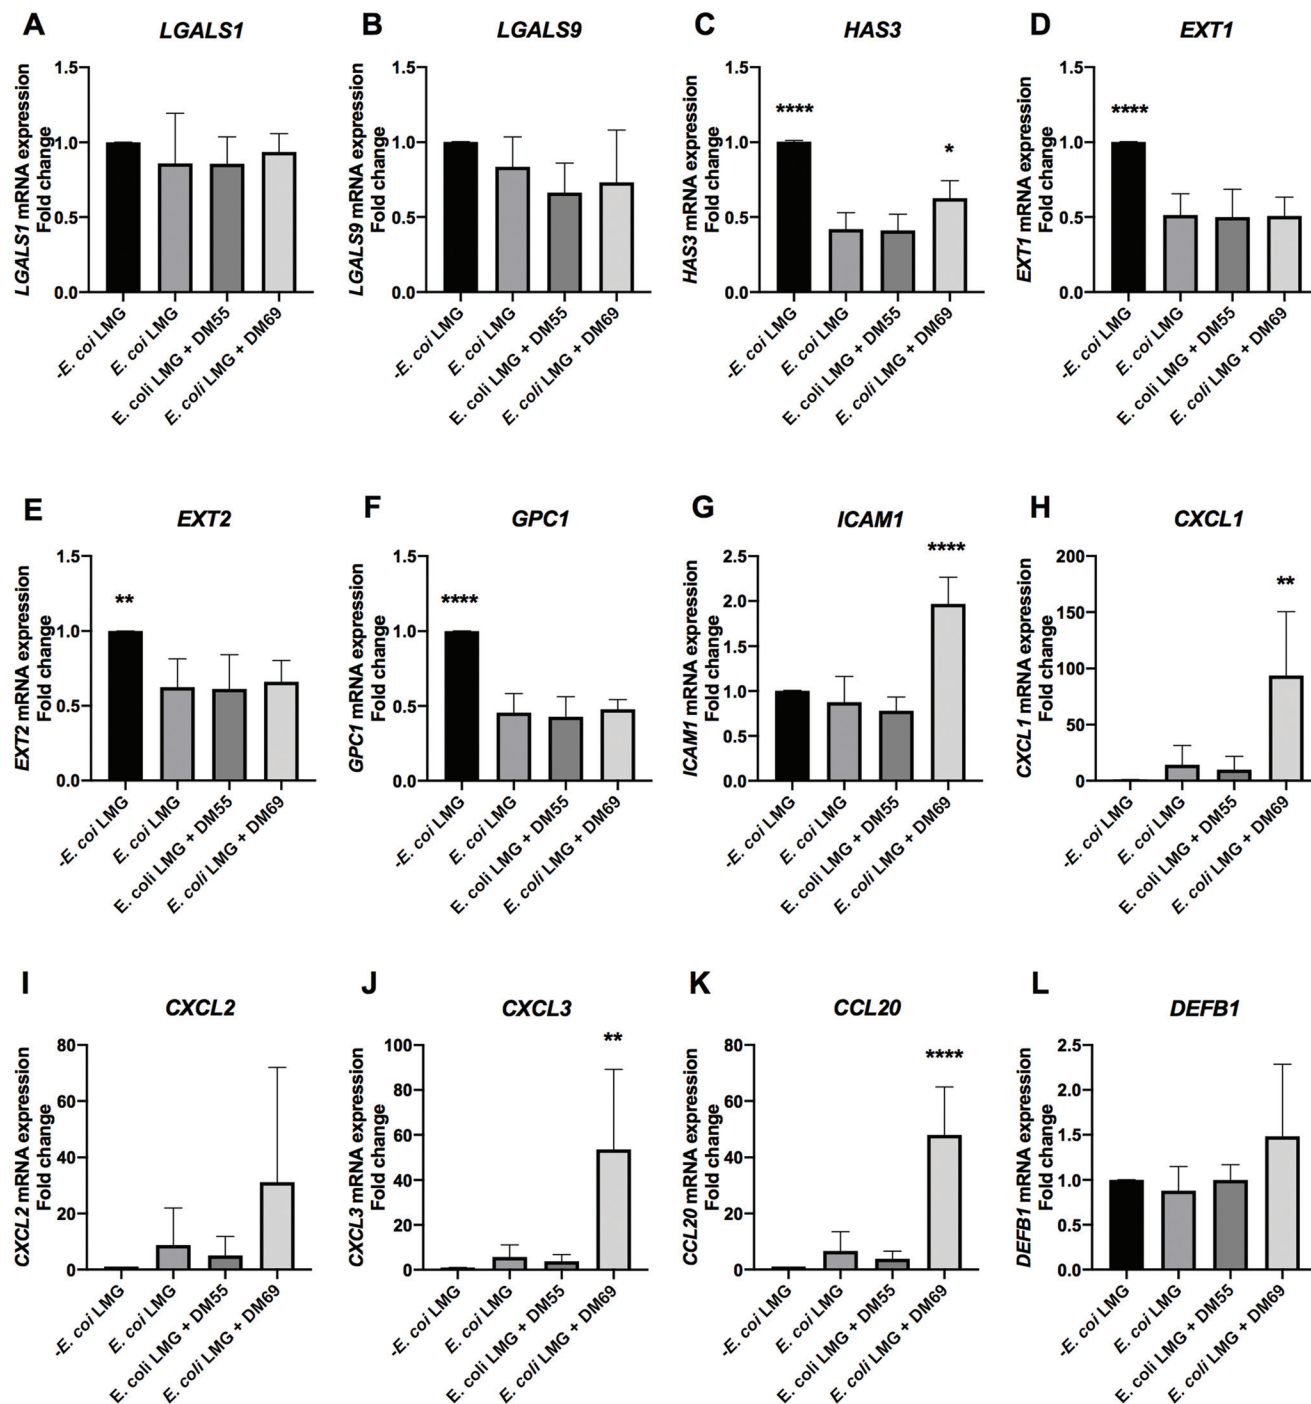 A
LGALS1
LGALS1 mRNA expression
Fold change
1.5
1.0
0.5
0.0
-E. coi LMG
E. coi LMG
E. coli LMG + DM55
E. coli LMG + DM69
B
LGALS9
LGALS9 mRNA expression
Fold change
1.5
1.0
0.5
0.0
-E. coi LMG
E. coi LMG
E. coli LMG + DM55
E. coli LMG + DM69
C
HAS3
HAS3 mRNA expression
Fold change
1.5
1.0
0.5
0.0
****
*
-E. coi LMG
E. coi LMG
E. coli LMG + DM55
E. coli LMG + DM69
D
EXT1
EXT1 mRNA expression
Fold change
1.5
1.0
0.5
0.0
****
-E. coi LMG
E. coi LMG
E. coli LMG + DM55
E. coli LMG + DM69
E
EXT2
EXT2 mRNA expression
Fold change
1.5
1.0
0.5
0.0
**
-E. coi LMG
E. coi LMG
E. coli LMG + DM55
E. coli LMG + DM69
F
GPC1
GPC1 mRNA expression
Fold change
1.5
1.0
0.5
0.0
****
-E. coi LMG
E. coi LMG
E. coli LMG + DM55
E. coli LMG + DM69
G
ICAM1
ICAM1 mRNA expression
Fold change
2.5
2.0
1.5
1.0
0.5
0.0
****
-E. coi LMG
E. coi LMG
E. coli LMG + DM55
E. coli LMG + DM69
H
CXCL1
CXCL1 mRNA expression
Fold change
200
150
100
50
0
**
-E. coi LMG
E. coi LMG
E. coli LMG + DM55
E. coli LMG + DM69
I
CXCL2
CXCL2 mRNA expression
Fold change
80
60
40
20
0
-E. coi LMG
E. coi LMG
E. coli LMG + DM55
E. coli LMG + DM69
J
CXCL3
CXCL3 mRNA expression
Fold change
100
80
60
40
20
0
**
-E. coi LMG
E. coi LMG
E. coli LMG + DM55
E. coli LMG + DM69
K
CCL20
CCL20 mRNA expression
Fold change
80
60
40
20
0
****
-E. coi LMG
E. coi LMG
E. coli LMG + DM55
E. coli LMG + DM69
L
DEFB1
DEFB1 mRNA expression
Fold change
2.5
2.0
1.5
1.0
0.5
0.0
-E. coi LMG
E. coi LMG
E. coli LMG + DM55
E. coli LMG + DM69